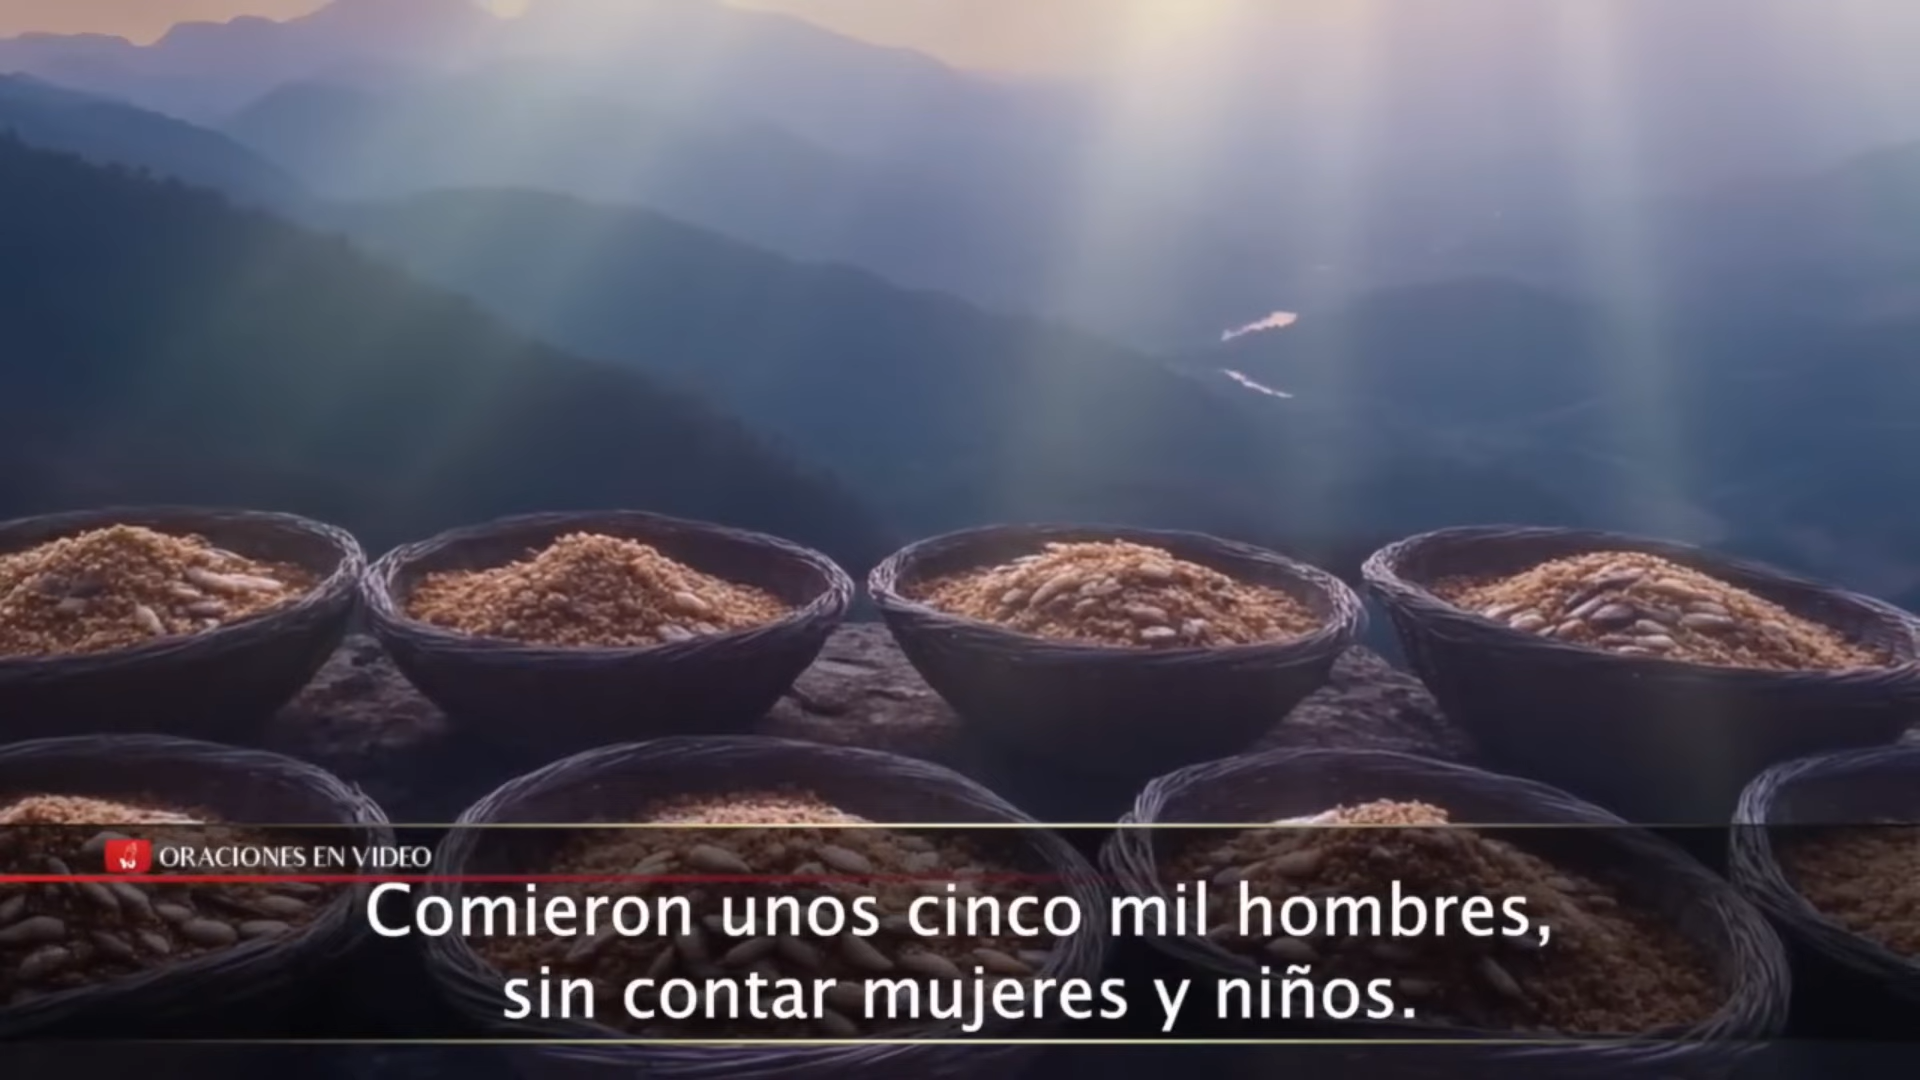 ORACIONES EN VIDEO
Comieron unos cinco mil hombres,
sin contar mujeres y niños.